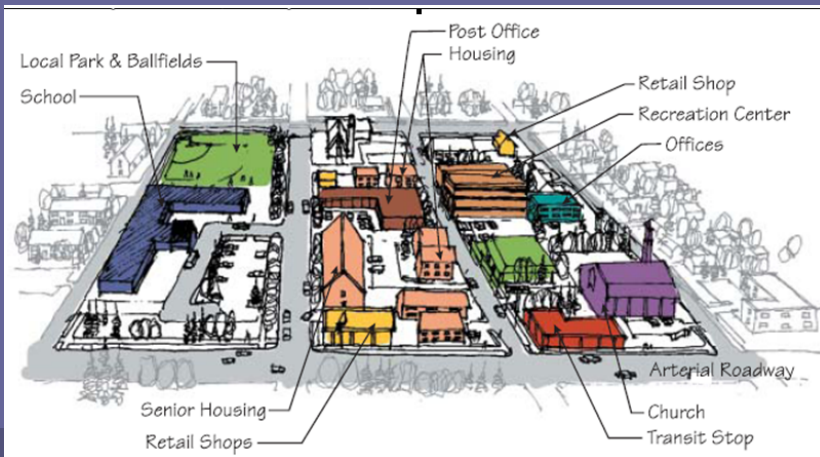 Post Office
Housing
Local Park & Ballfields
School
Retail Shop
Recreation Center
Offices
Arterial Roadway
Senior Housing
Retail Shops
Church
Transit Stop